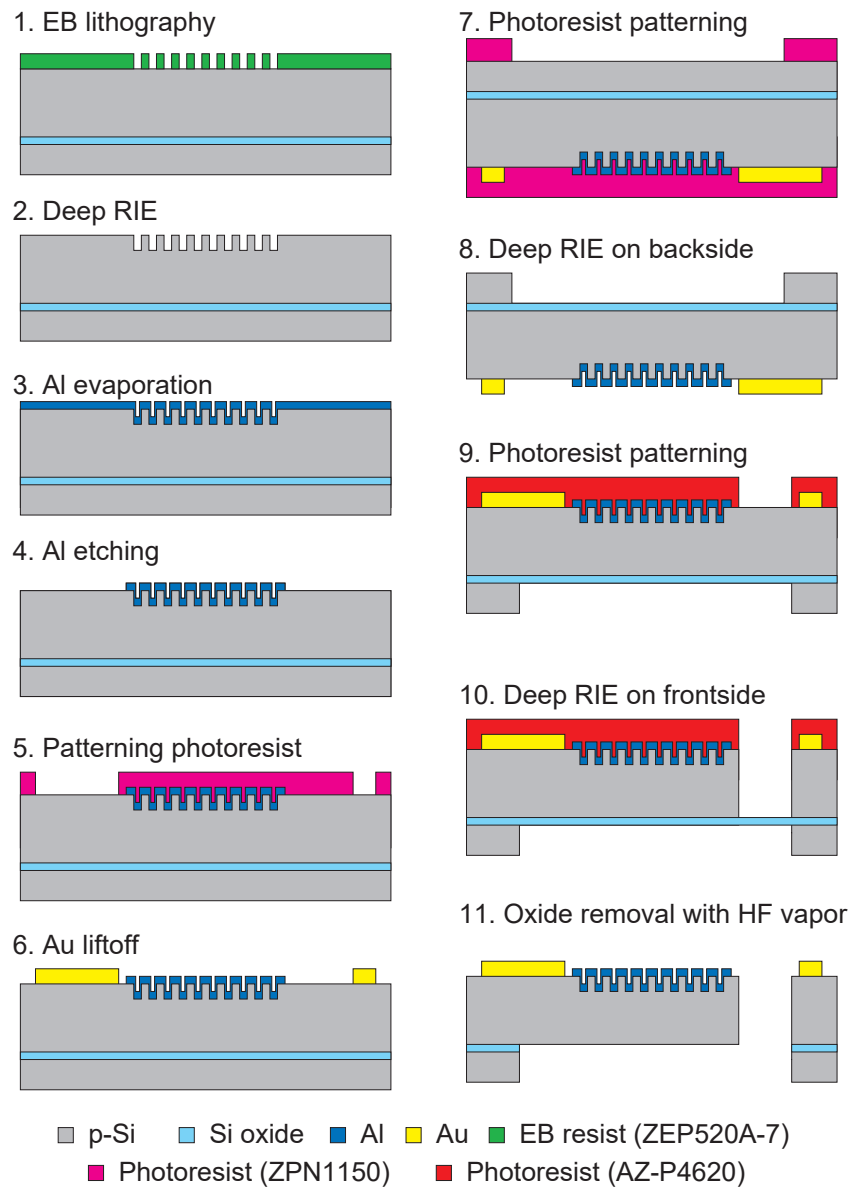 1. EB lithography
2. Deep RIE
3. Al evaporation
4. Al etching
5. Patterning photoresist
6. Au liftoff
7. Photoresist patterning
8. Deep RIE on backside
9. Photoresist patterning
10. Deep RIE on frontside
11. Oxide removal with HF vapor
p-Si Si oxide Al Au EB resist (ZEP520A-7)
Photoresist (ZPN1150) Photoresist (AZ-P4620)